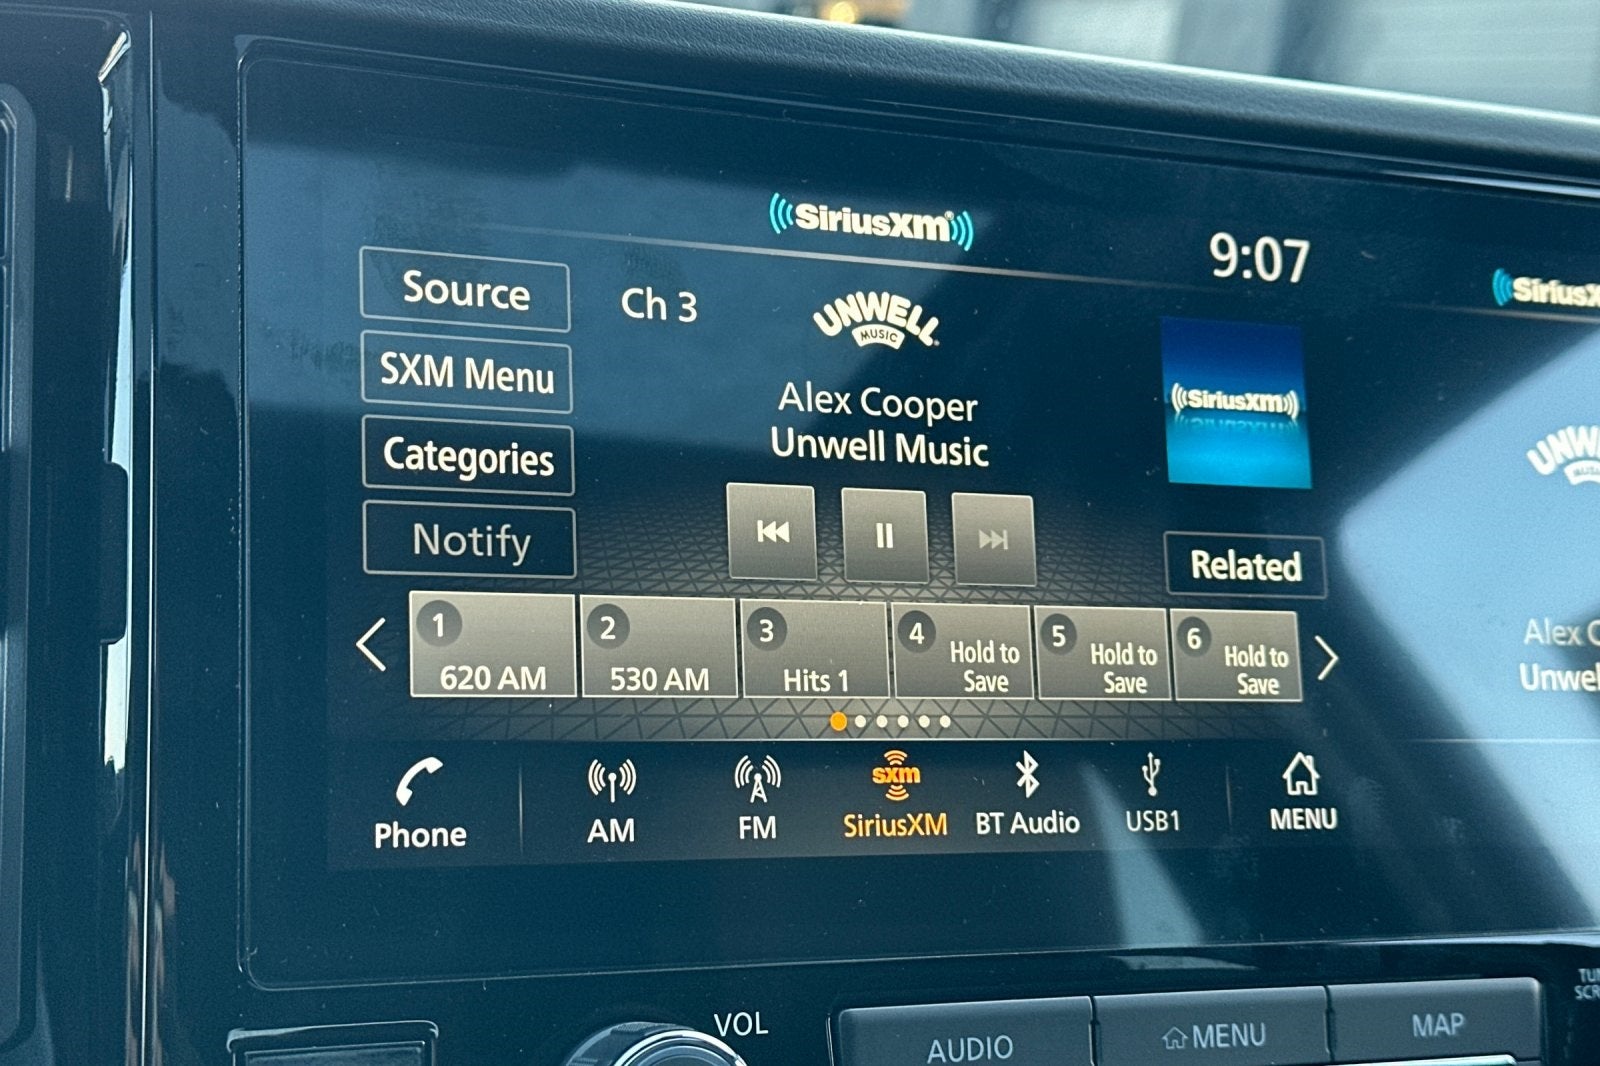 SiriusXM
9:07
SiriusX
Source
Ch 3
UNWELL
MUSIC
SXM Menu
Alex Cooper
Unwell Music
SiriusXM
Categories
Notify
Related
1
620 AM
2
530 AM
3
Hits 1
4
Hold to
Save
5
Hold to
Save
6
Hold to
Save
Alex C
Unwel
Phone
AM
FM
sxm
SiriusXM
BT Audio
USB1
MENU
VOL
AUDIO
MENU
MAP